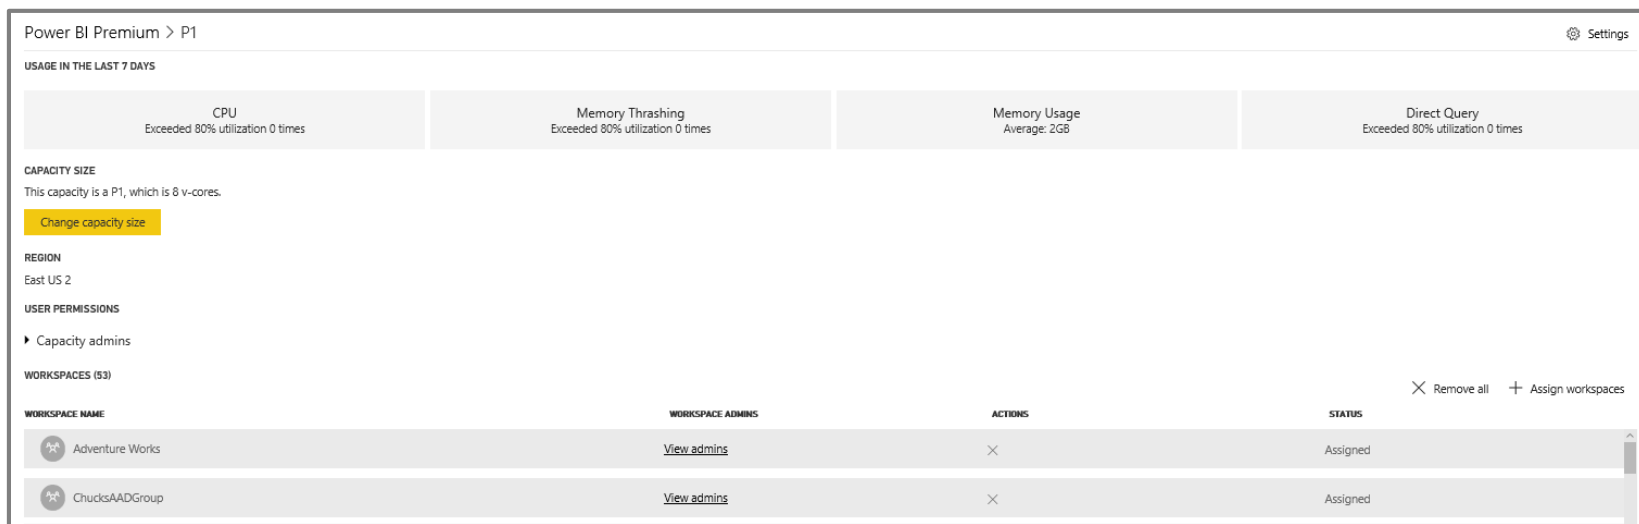 Power BI Premium > P1
Settings
USAGE IN THE LAST 7 DAYS
CPU
Exceeded 80% utilization 0 times
Memory Thrashing
Exceeded 80% utilization 0 times
Memory Usage
Average: 2GB
Direct Query
Exceeded 80% utilization 0 times
CAPACITY SIZE
This capacity is a P1, which is 8 v-cores.
Change capacity size
REGION
East US 2
USER PERMISSIONS
Capacity admins
WORKSPACES (53)
Remove all
Assign workspaces
WORKSPACE NAME WORKSPACE ADMINS ACTIONS STATUS
Adventure Works View admins Assigned
ChucksAADGroup View admins Assigned